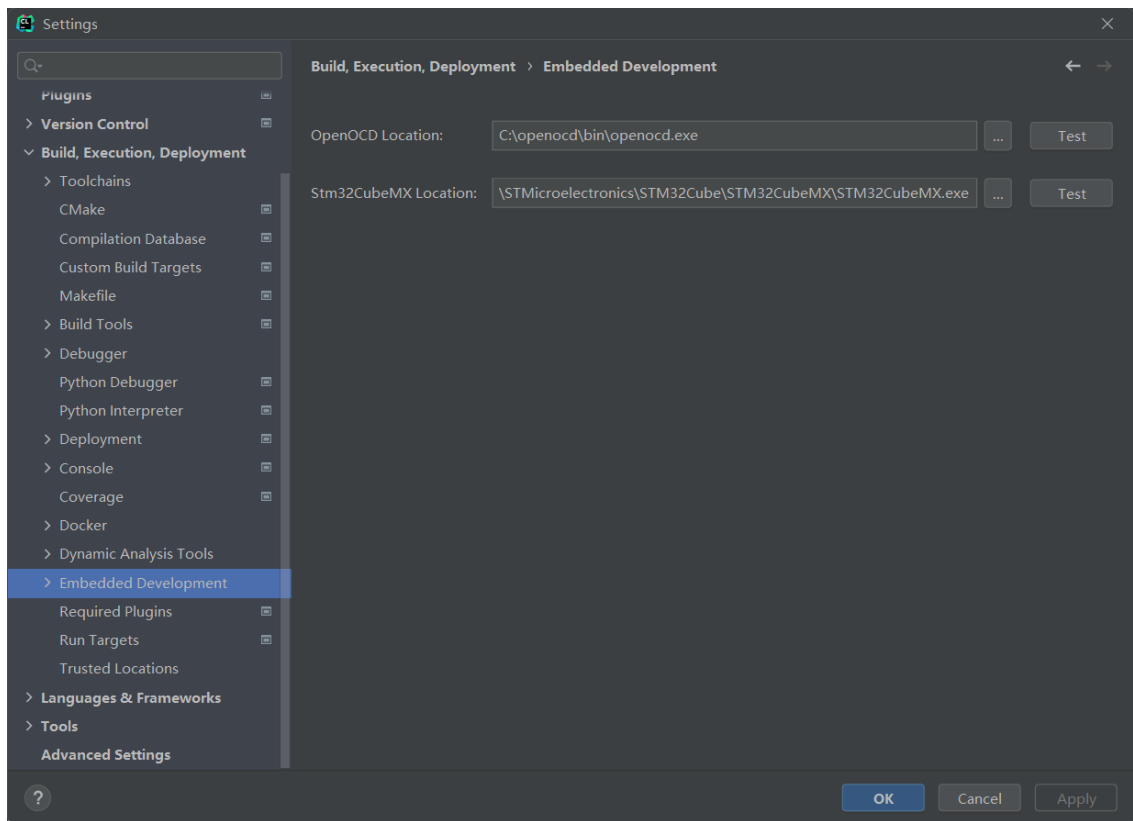 CL Settings
Plugins
Version Control
Build, Execution, Deployment
Toolchains
CMake
Compilation Database
Custom Build Targets
Makefile
Build Tools
Debugger
Python Debugger
Python Interpreter
Deployment
Console
Coverage
Docker
Dynamic Analysis Tools
Embedded Development
Required Plugins
Run Targets
Trusted Locations
Languages & Frameworks
Tools
Advanced Settings
Build, Execution, Deployment › Embedded Development
OpenOCD Location: C:\openocd\bin\openocd.exe ... Test
Stm32CubeMX Location: \STMicroelectronics\STM32Cube\STM32CubeMX\STM32CubeMX.exe ... Test
? OK Cancel Apply